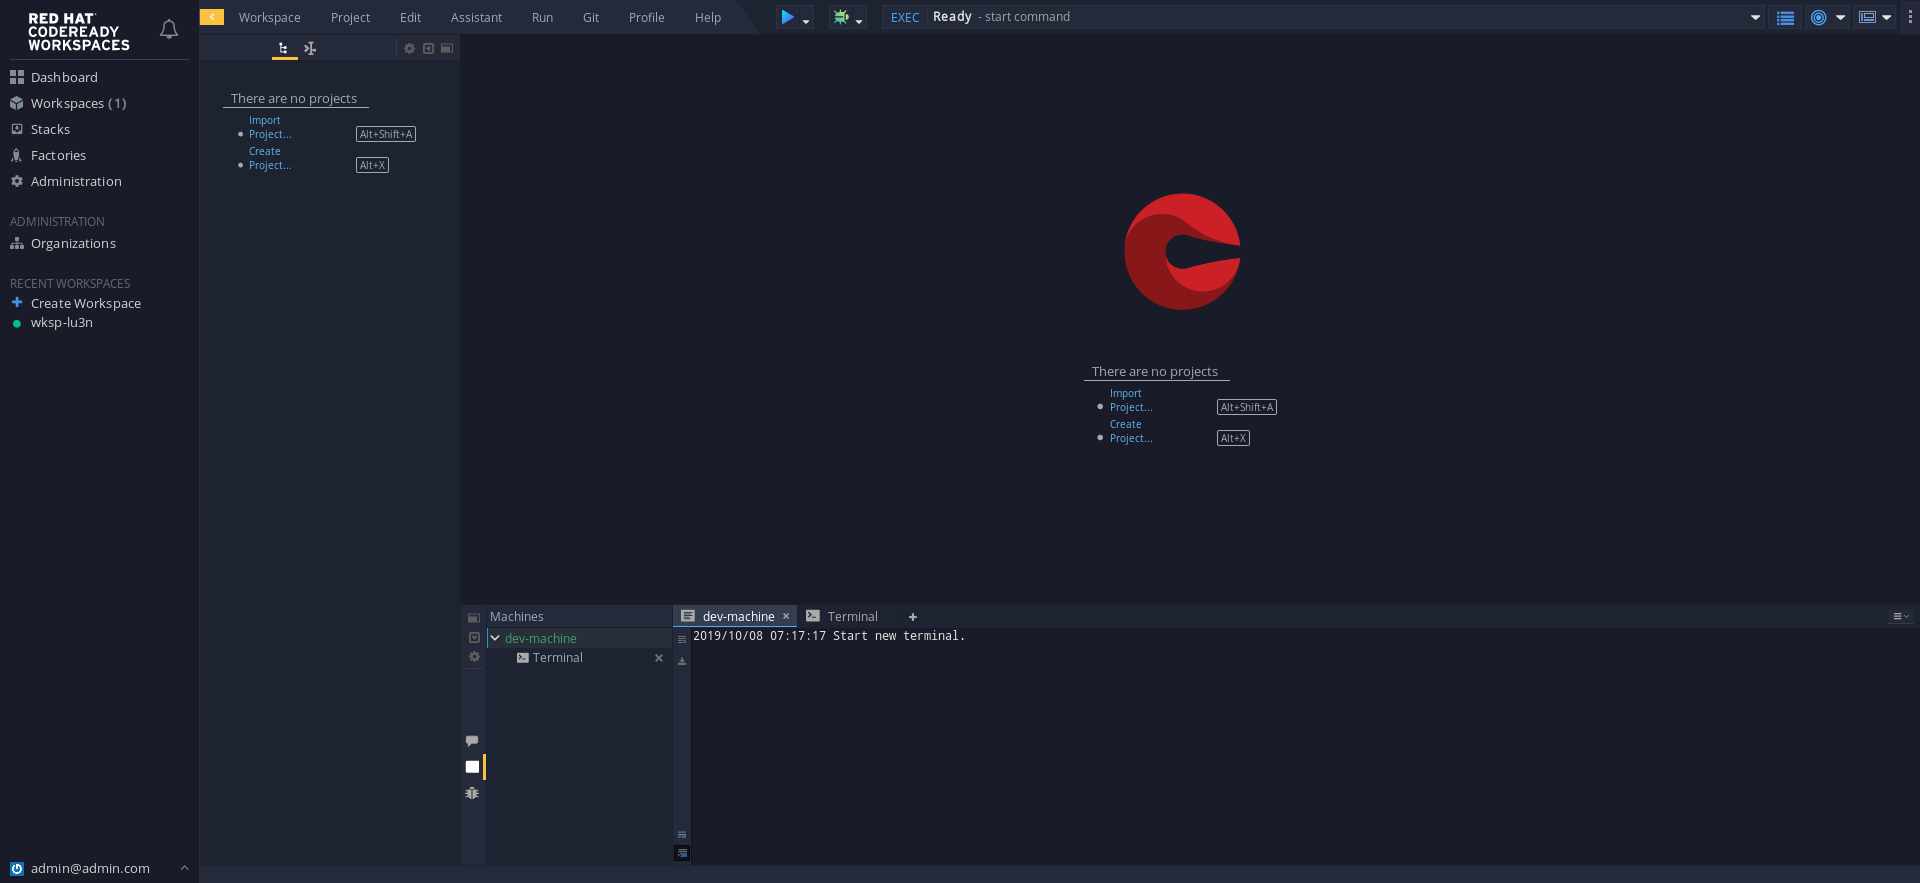 RED HAT
CODEREADY
WORKSPACES
Dashboard
Workspaces (1)
Stacks
Factories
Administration
ADMINISTRATION
Organizations
RECENT WORKSPACES
Create Workspace
wksp-lu3n
admin@admin.com
Workspace Project Edit Assistant Run Git Profile Help
EXEC Ready - start command
There are no projects
Import
Project... Alt+Shift+A
Create
Project... Alt+X
There are no projects
Import
Project... Alt+Shift+A
Create
Project... Alt+X
Machines
dev-machine
Terminal
dev-machine Terminal
2019/10/08 07:17:17 Start new terminal.